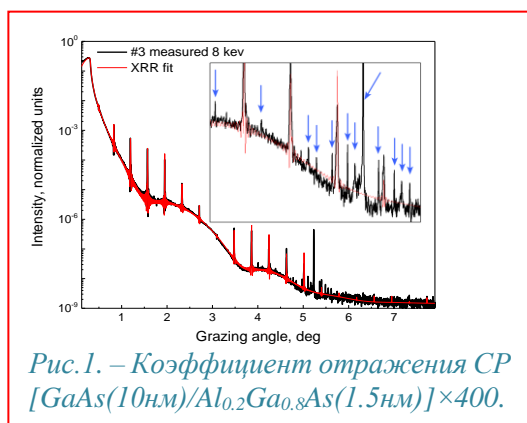 #3 measured 8 kev
XRR fit
Intensity, normalized units
10^0
10^-3
10^-6
10^-9
1 2 3 4 5 6 7
Grazing angle, deg
Рис.1. – Коэффициент отражения СР
[GaAs(10нм)/Al0.2Ga0.8As(1.5нм)]×400.